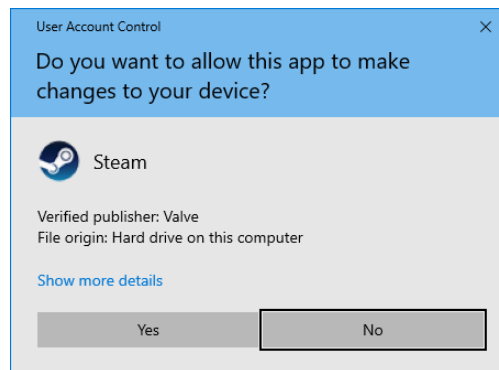 User Account Control
Do you want to allow this app to make
changes to your device?
Steam
Verified publisher: Valve
File origin: Hard drive on this computer
Show more details
Yes
No